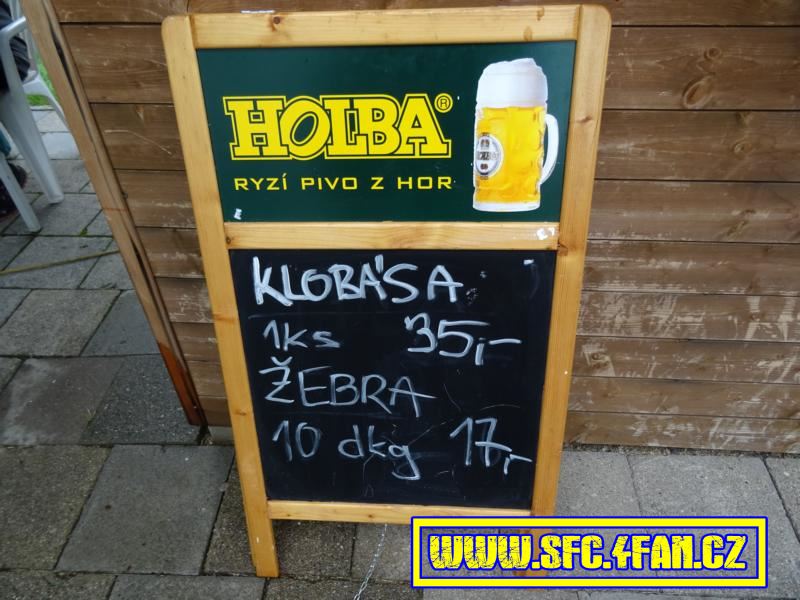 HOLBA®
RYZÍ PIVO Z HOR
KLOBÁSA
1KS 35,-
ŽEBRA
10 dkg 17,-
WWW.SFC.4FAN.CZ